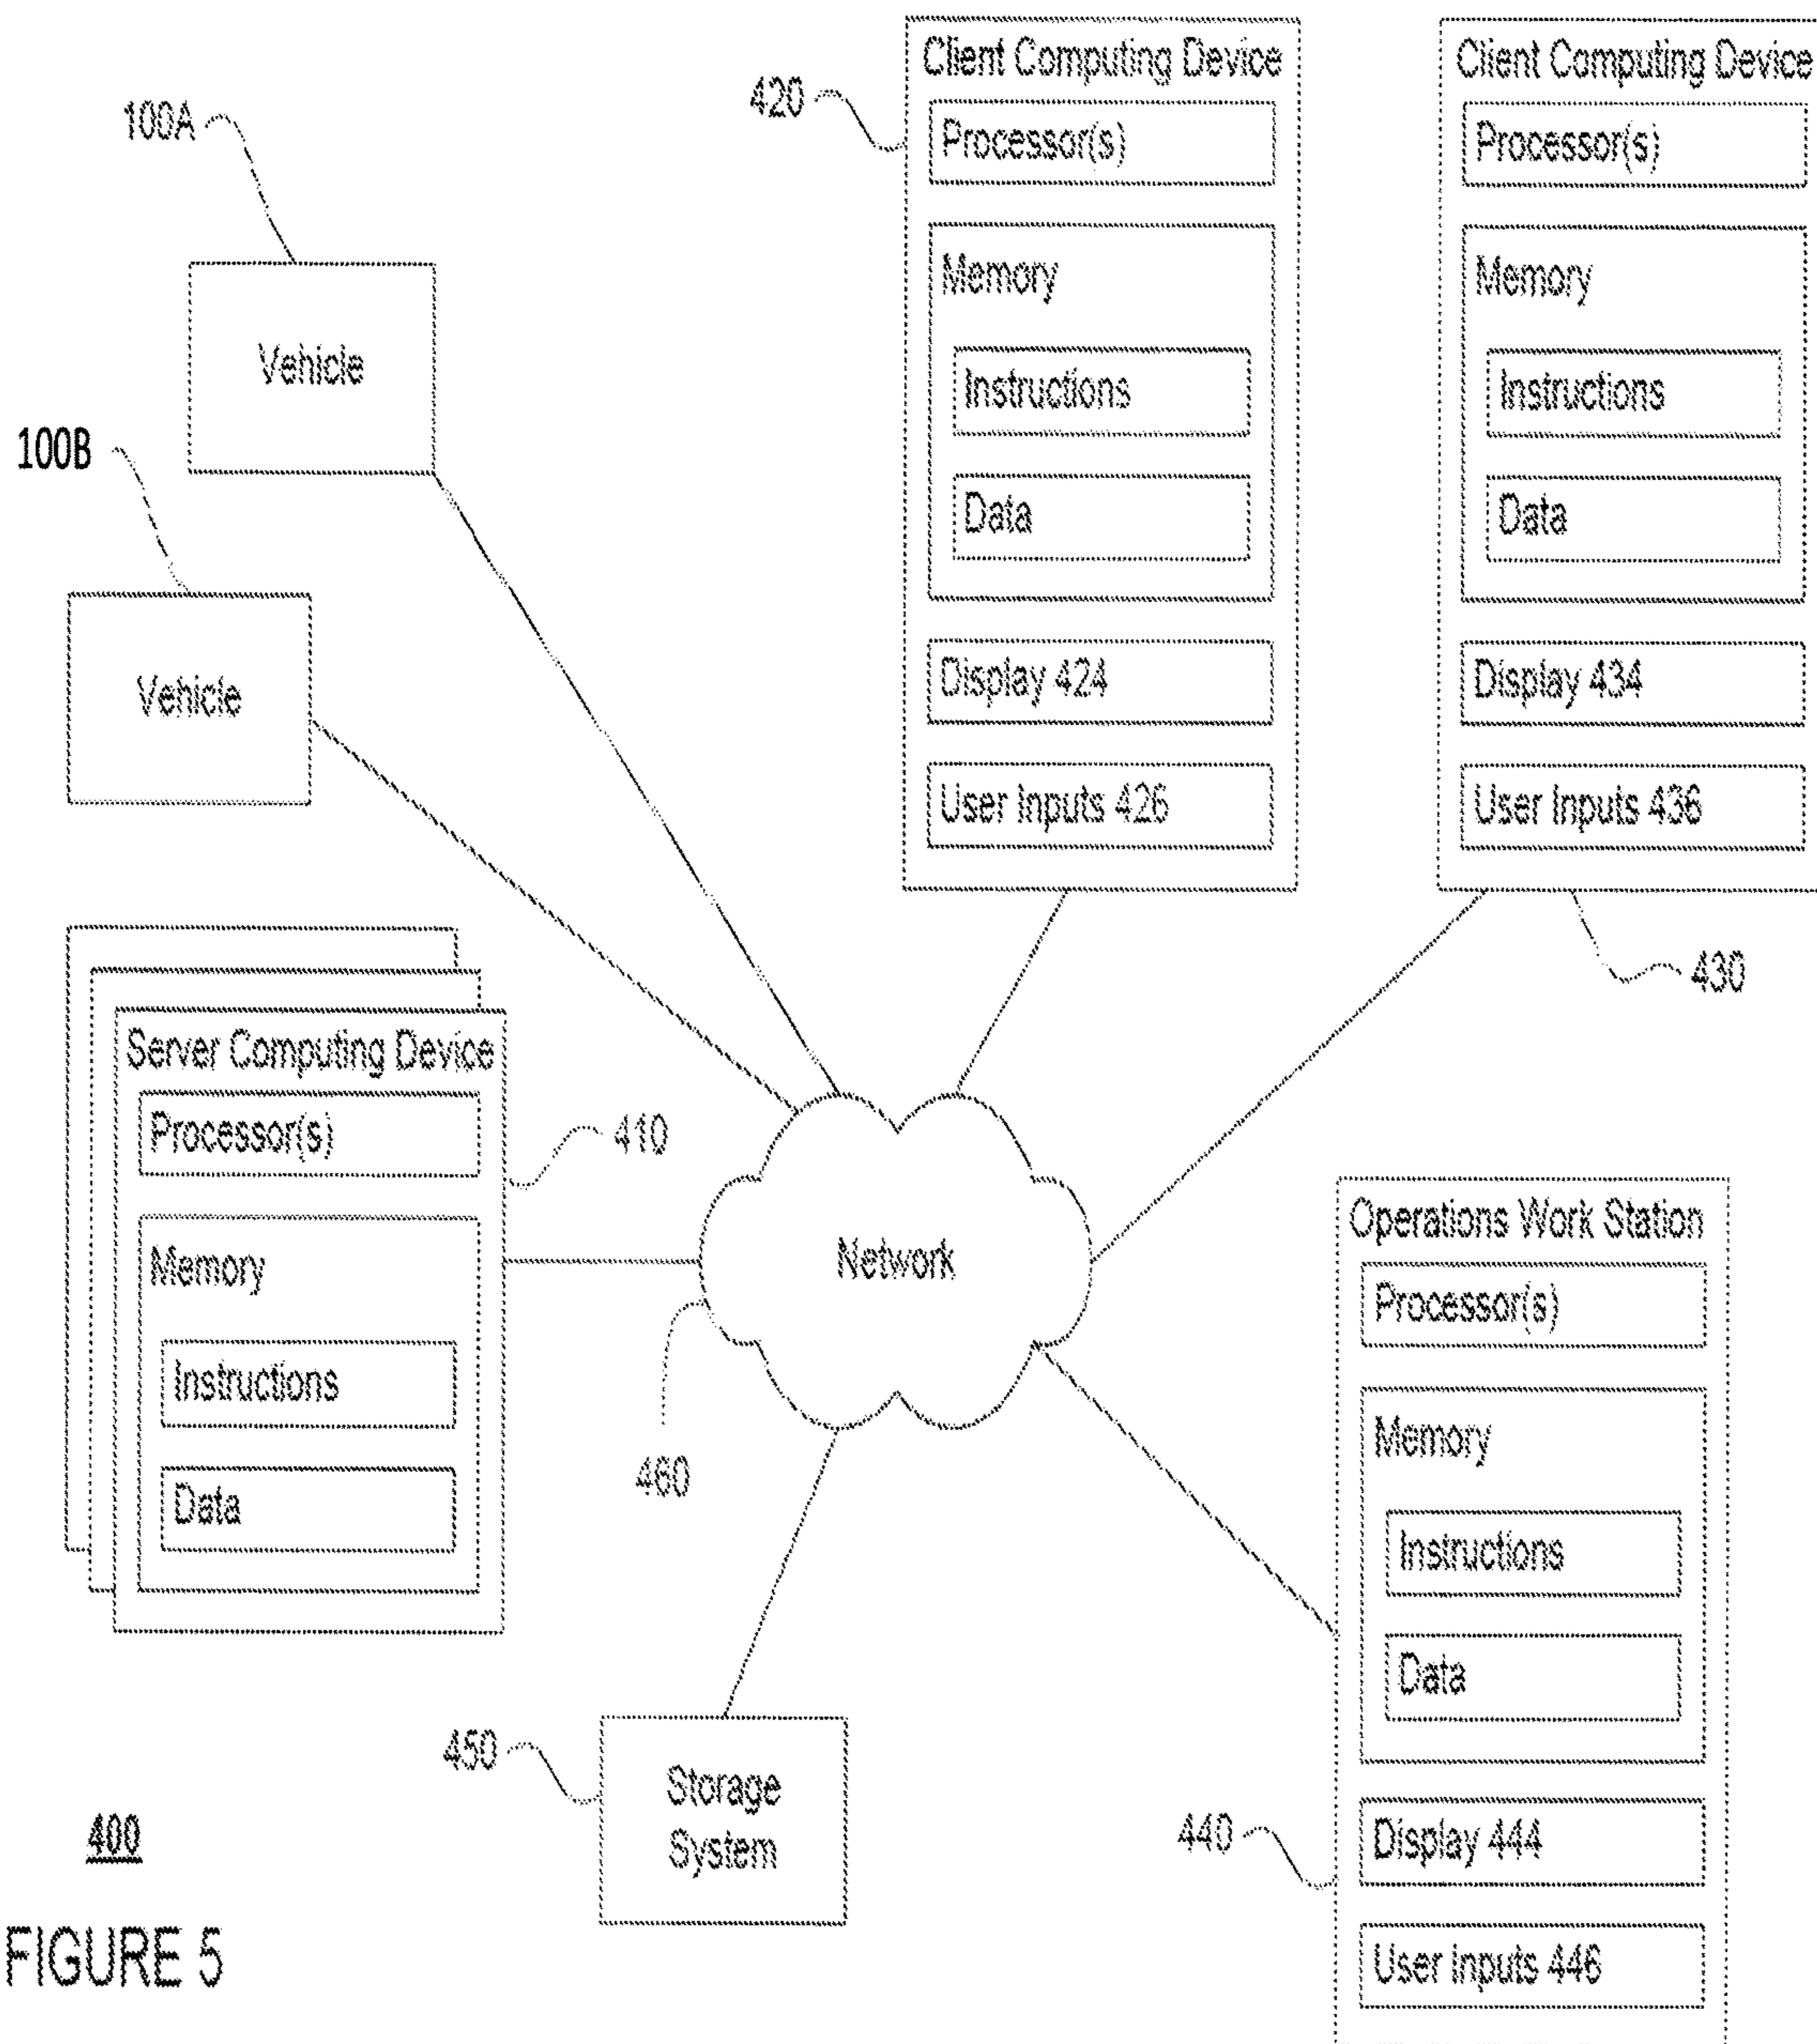 100A
Vehicle
100B
Vehicle
420
Client Computing Device
Processor(s)
Memory
Instructions
Data
Display 424
User Inputs 426
Client Computing Device
Processor(s)
Memory
Instructions
Data
Display 434
User Inputs 436
430
Server Computing Device
Processor(s)
Memory
Instructions
Data
410
Network
460
Operations Work Station
Processor(s)
Memory
Instructions
Data
Display 444
User Inputs 446
440
450
Storage
System
400
FIGURE 5